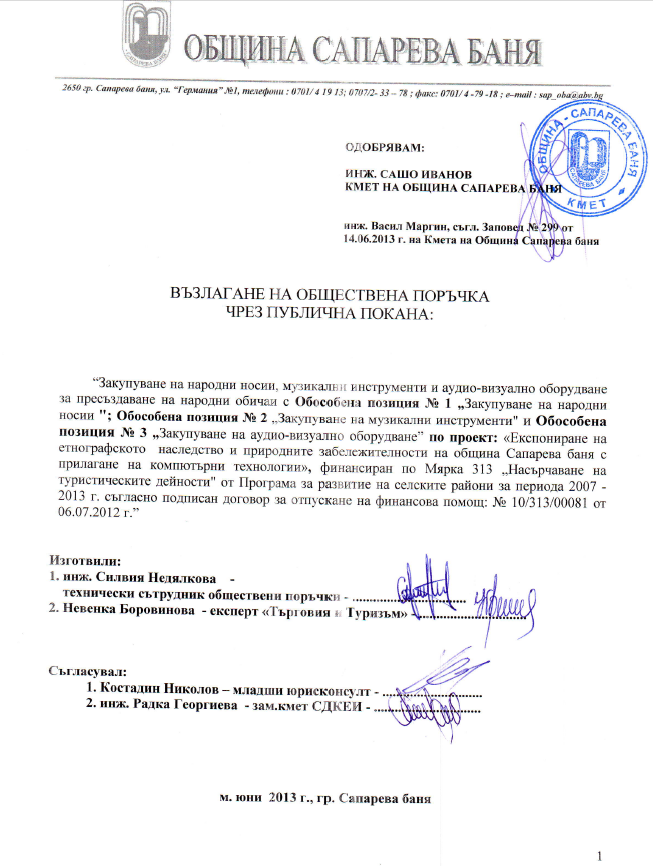 ОБЩИНА САПАРЕВА БАНЯ
САПАРЕВА БАНЯ
2650 гр. Сапарева баня, ул. “Германия” №1, телефони : 0701/ 4 19 13; 0707/2- 33 – 78 ; факс: 0701/ 4 -79 -18 ; e–mail : sap_oba@abv.bg
ОДОБРЯВАМ:
ИНЖ. САШО ИВАНОВ
КМЕТ НА ОБЩИНА САПАРЕВА БАНЯ
ОБЩИНА - САПАРЕВА БАНЯ
САПАРЕВА БАНЯ
КМЕТ
инж. Васил Маргин, съгл. Заповед № 299 от
14.06.2013 г. на Кмета на Община Сапарева баня
ВЪЗЛАГАНЕ НА ОБЩЕСТВЕНА ПОРЪЧКА
ЧРЕЗ ПУБЛИЧНА ПОКАНА:
“Закупуване на народни носии, музикални инструменти и аудио-визуално оборудване
за пресъздаване на народни обичаи с Обособена позиция № 1 „Закупуване на народни
носии "; Обособена позиция № 2 „Закупуване на музикални инструменти" и Обособена
позиция № 3 „Закупуване на аудио-визуално оборудване” по проект: «Експониране на
етнографското наследство и природните забележителности на община Сапарева баня с
прилагане на компютърни технологии», финансиран по Мярка 313 „Насърчаване на
туристическите дейности" от Програма за развитие на селските райони за периода 2007 -
2013 г. съгласно подписан договор за отпускане на финансова помощ: № 10/313/00081 от
06.07.2012 г.”
Изготвили:
1. инж. Силвия Недялкова -
технически сътрудник обществени поръчки - ..........................
2. Невенка Боровинова - експерт «Търговия и Туризъм» - ..........................
Съгласувал:
1. Костадин Николов – младши юрисконсулт - ......................
2. инж. Радка Георгиева - зам.кмет СДКЕИ - ........................
м. юни 2013 г., гр. Сапарева баня
1